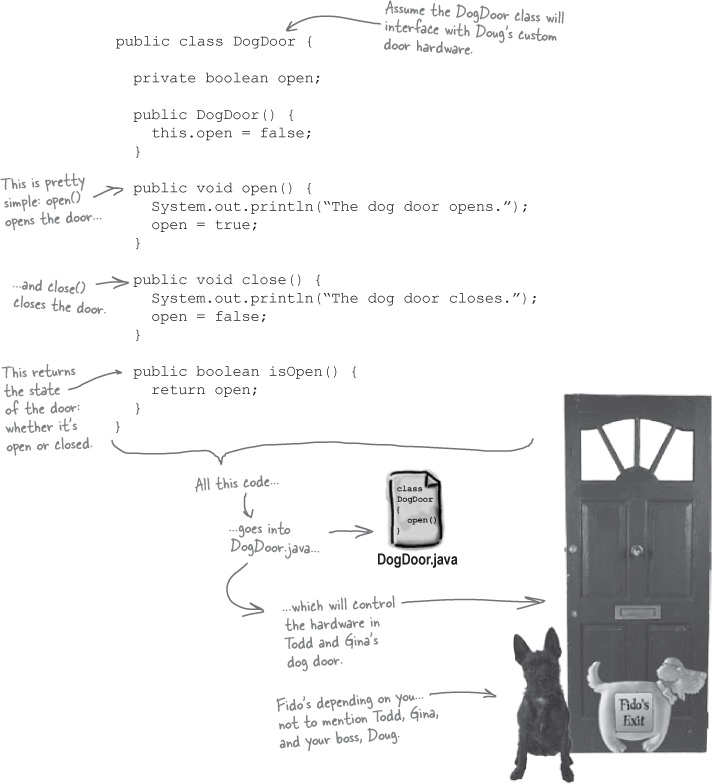 Assume the DogDoor class will
interface with Doug's custom
door hardware.
public class DogDoor {
private boolean open;
public DogDoor() {
this.open = false;
}
This is pretty
simple: open()
opens the door...
public void open() {
System.out.println(“The dog door opens.”);
open = true;
}
...and close()
closes the door.
public void close() {
System.out.println(“The dog door closes.”);
open = false;
}
This returns
the state
of the door:
whether it's
open or closed.
public boolean isOpen() {
return open;
}
}
All this code...
...goes into
DogDoor.java...
class
DogDoor
{
open()
}
DogDoor.java
...which will control
the hardware in
Todd and Gina's
dog door.
Fido's depending on you...
not to mention Todd, Gina,
and your boss, Doug.
Fido's
Exit